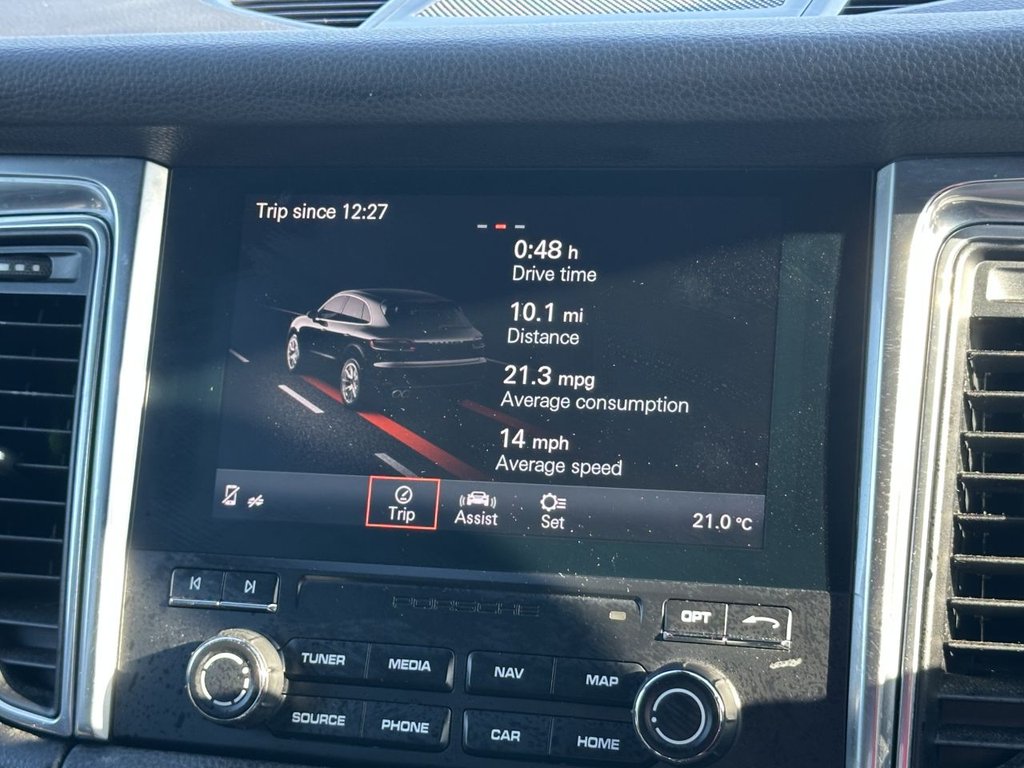 Trip since 12:27
0:48 h
Drive time
10.1 mi
Distance
21.3 mpg
Average consumption
14 mph
Average speed
Trip
Assist
Set
21.0 °C
PORSCHE
OPT
TUNER
MEDIA
NAV
MAP
SOURCE
PHONE
CAR
HOME